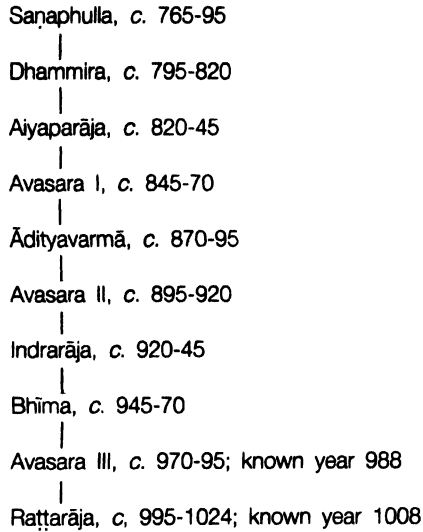 Saṇaphulla, c. 765-95
Dhammira, c. 795-820
Aiyaparāja, c. 820-45
Avasara I, c. 845-70
Ādityavarmā, c. 870-95
Avasara II, c. 895-920
Indrarāja, c. 920-45
Bhīma, c. 945-70
Avasara III, c. 970-95; known year 988
Raṭṭarāja, c, 995-1024; known year 1008